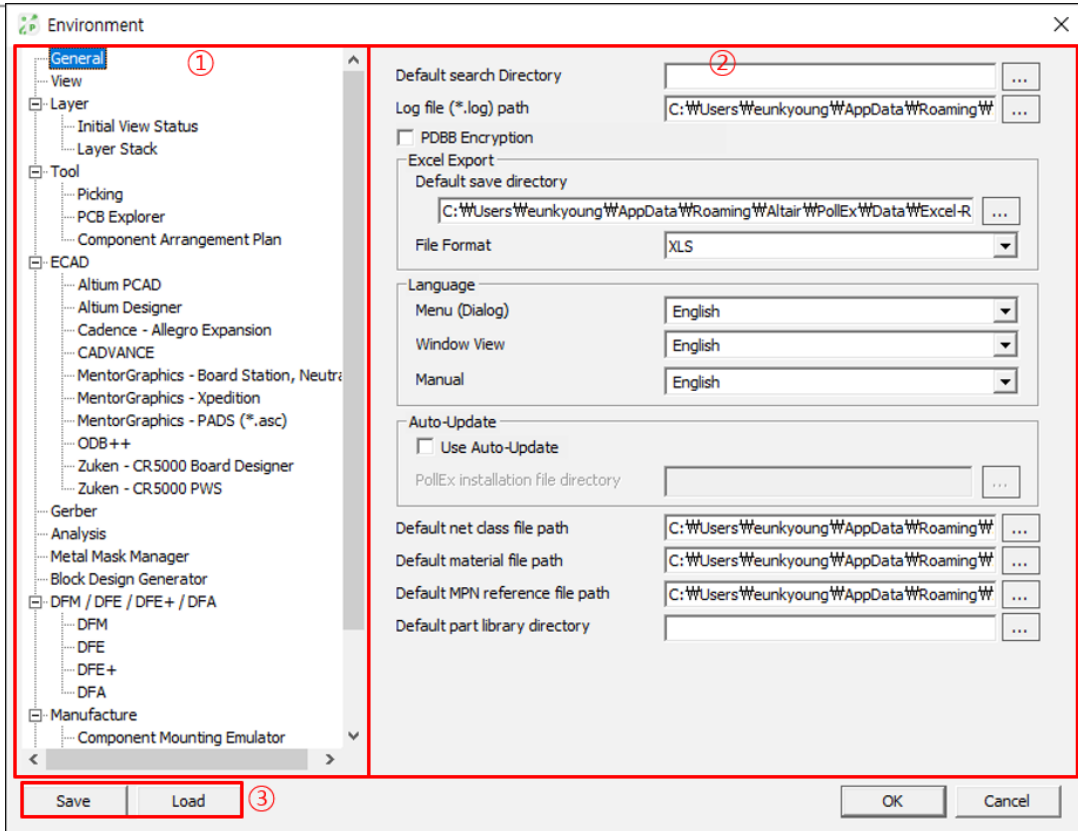 Environment
①
General
View
Layer
Initial View Status
Layer Stack
Tool
Picking
PCB Explorer
Component Arrangement Plan
ECAD
Altium PCAD
Altium Designer
Cadence - Allegro Expansion
CADVANCE
MentorGraphics - Board Station, Neutra
MentorGraphics - Xpedition
MentorGraphics - PADS (*.asc)
ODB++
Zuken - CR5000 Board Designer
Zuken - CR5000 PWS
Gerber
Analysis
Metal Mask Manager
Block Design Generator
DFM / DFE / DFE+ / DFA
DFM
DFE
DFE+
DFA
Manufacture
Component Mounting Emulator
②
Default search Directory ...
Log file (*.log) path C:₩Users₩eunkyoung₩AppData₩Roaming₩ ...
PDBB Encryption
Excel Export
Default save directory
C:₩Users₩eunkyoung₩AppData₩Roaming₩Altair₩PollEx₩Data₩Excel-R ...
File Format XLS
Language
Menu (Dialog) English
Window View English
Manual English
Auto-Update
Use Auto-Update
PollEx installation file directory ...
Default net class file path C:₩Users₩eunkyoung₩AppData₩Roaming₩ ...
Default material file path C:₩Users₩eunkyoung₩AppData₩Roaming₩ ...
Default MPN reference file path C:₩Users₩eunkyoung₩AppData₩Roaming₩ ...
Default part library directory ...
Save Load ③ OK Cancel